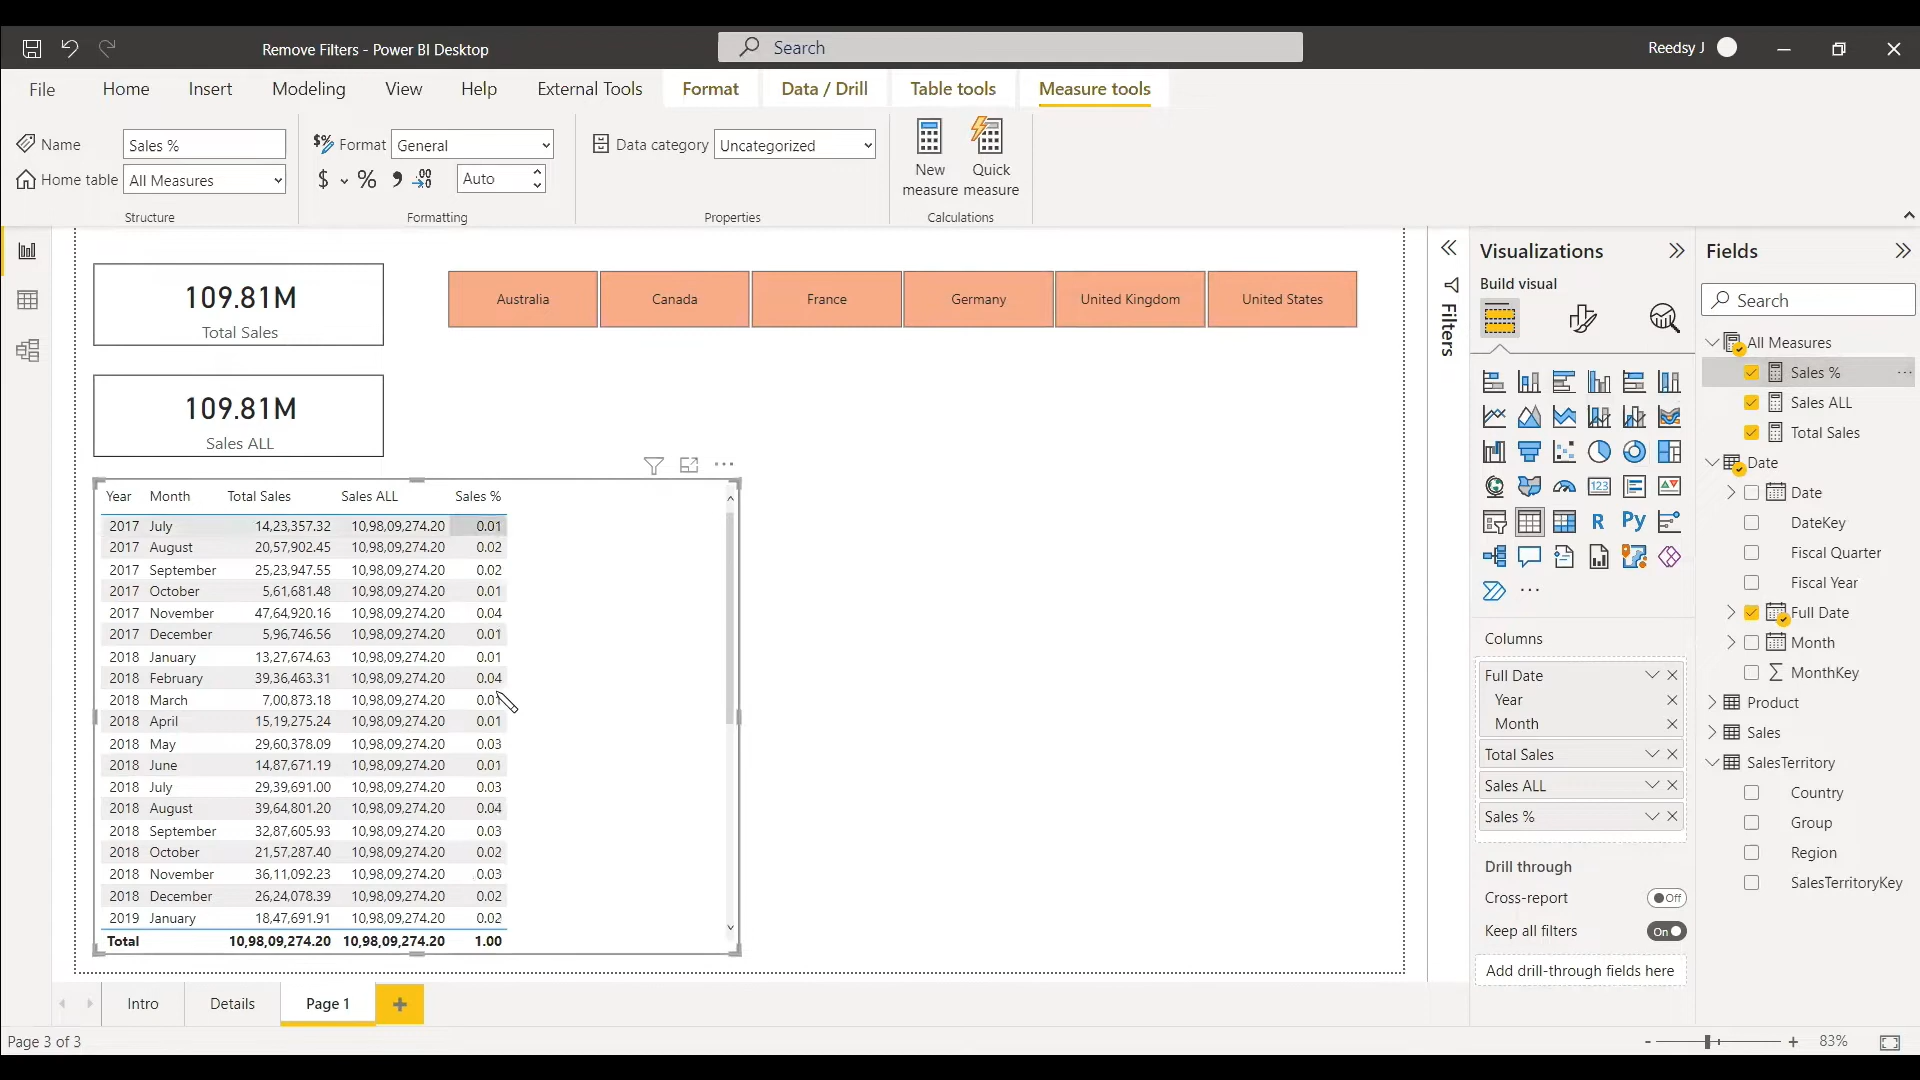 Remove Filters - Power BI Desktop
Search
Reedsy J
File
Home
Insert
Modeling
View
Help
External Tools
Format
Data / Drill
Table tools
Measure tools
Name
Sales %
Home table
All Measures
Structure
$% Format
General
$ % , .00
Auto
Formatting
Data category
Uncategorized
Properties
New
measure
Quick
measure
Calculations
109.81M
Total Sales
109.81M
Sales ALL
Australia
Canada
France
Germany
United Kingdom
United States
Year Month Total Sales Sales ALL Sales %
2017 July 14,23,357.32 10,98,09,274.20 0.01
2017 August 20,57,902.45 10,98,09,274.20 0.02
2017 September 25,23,947.55 10,98,09,274.20 0.02
2017 October 5,61,681.48 10,98,09,274.20 0.01
2017 November 47,64,920.16 10,98,09,274.20 0.04
2017 December 5,96,746.56 10,98,09,274.20 0.01
2018 January 13,27,674.63 10,98,09,274.20 0.01
2018 February 39,36,463.31 10,98,09,274.20 0.04
2018 March 7,00,873.18 10,98,09,274.20 0.01
2018 April 15,19,275.24 10,98,09,274.20 0.01
2018 May 29,60,378.09 10,98,09,274.20 0.03
2018 June 14,87,671.19 10,98,09,274.20 0.01
2018 July 29,39,691.00 10,98,09,274.20 0.03
2018 August 39,64,801.20 10,98,09,274.20 0.04
2018 September 32,87,605.93 10,98,09,274.20 0.03
2018 October 21,57,287.40 10,98,09,274.20 0.02
2018 November 36,11,092.23 10,98,09,274.20 0.03
2018 December 26,24,078.39 10,98,09,274.20 0.02
2019 January 18,47,691.91 10,98,09,274.20 0.02
Total 10,98,09,274.20 10,98,09,274.20 1.00
Filters
Visualizations
Build visual
123
R
Py
Columns
Full Date
Year
Month
Total Sales
Sales ALL
Sales %
Drill through
Cross-report
Off
Keep all filters
On
Add drill-through fields here
Fields
Search
All Measures
Sales %
Sales ALL
Total Sales
Date
Date
DateKey
Fiscal Quarter
Fiscal Year
Full Date
Month
MonthKey
Product
Sales
SalesTerritory
Country
Group
Region
SalesTerritoryKey
Intro
Details
Page 1
Page 3 of 3
83%